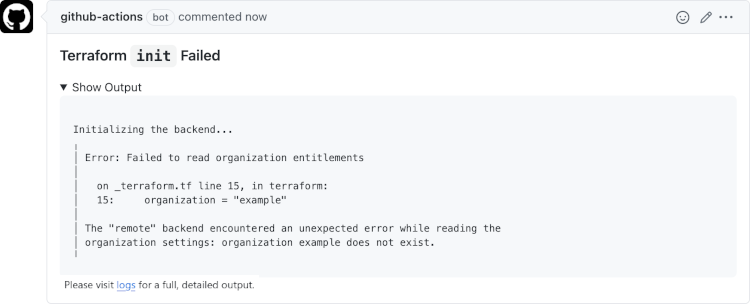 github-actions bot commented now
Terraform init Failed
▼ Show Output
Initializing the backend...
Error: Failed to read organization entitlements
on _terraform.tf line 15, in terraform:
15:     organization = "example"
The "remote" backend encountered an unexpected error while reading the
organization settings: organization example does not exist.
Please visit logs for a full, detailed output.